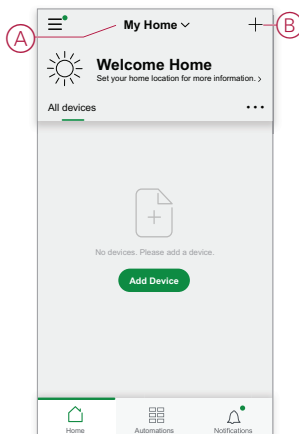 A
My Home
B
Welcome Home
Set your home location for more information. >
All devices
No devices. Please add a device.
Add Device
Home Automations Notifications